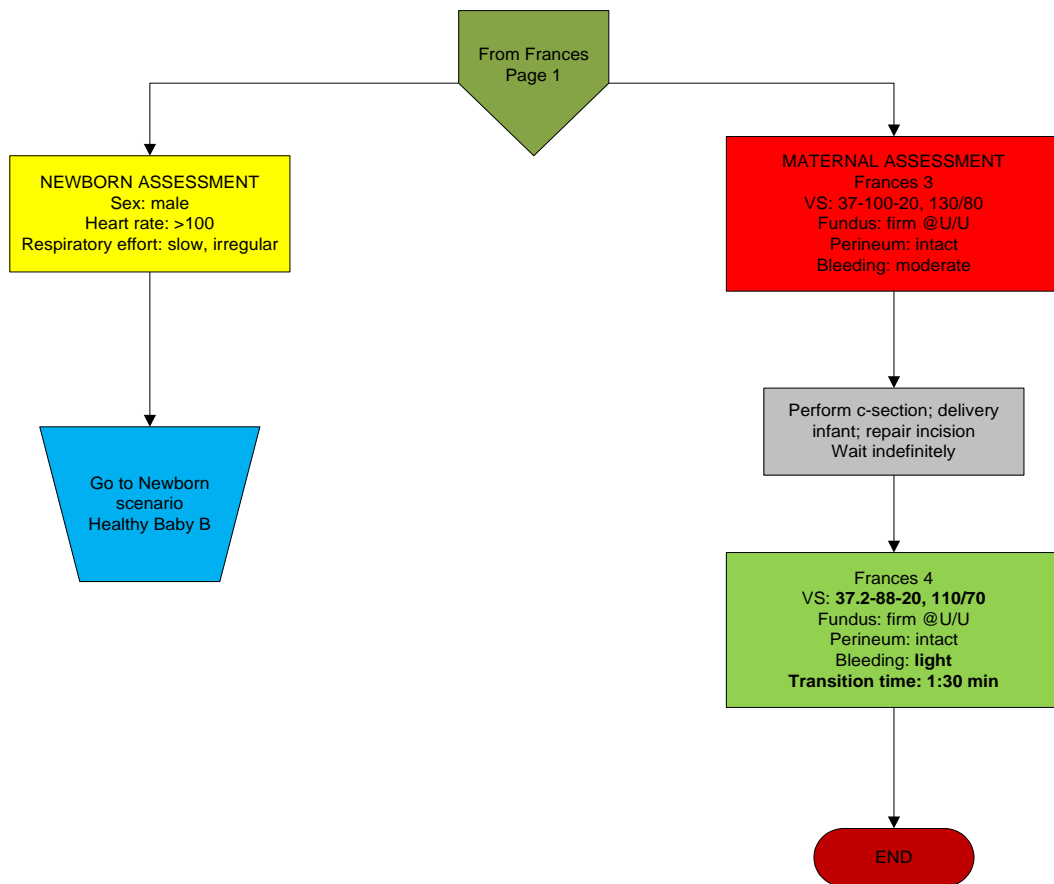 From Frances
Page 1
NEWBORN ASSESSMENT
Sex: male
Heart rate: >100
Respiratory effort: slow, irregular
MATERNAL ASSESSMENT
Frances 3
VS: 37-100-20, 130/80
Fundus: firm @U/U
Perineum: intact
Bleeding: moderate
Perform c-section; delivery
infant; repair incision
Wait indefinitely
Go to Newborn
scenario
Healthy Baby B
Frances 4
VS: 37.2-88-20, 110/70
Fundus: firm @U/U
Perineum: intact
Bleeding: light
Transition time: 1:30 min
END